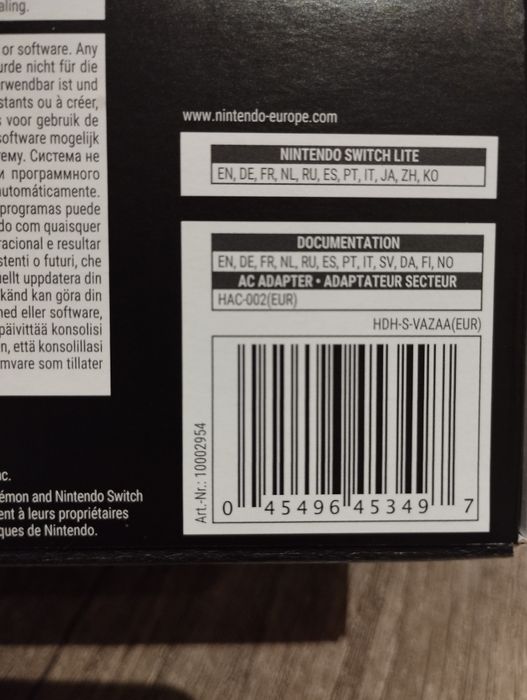 aling.
or software. Any
urde nicht für die
rwendbar ist und
stants ou à créer,
voor gebruik de
software mogelijk
ему. Система не
программного
automáticamente.
programas puede
do com quaisquer
racional e resultar
stenti o futuri, che
ellt uppdatera din
känd kan göra din
ned eller software,
päivittää konsolisi
n, että konsolillasi
mvare som tillater
c.
émon and Nintendo Switch
ent à leurs propriétaires
ques de Nintendo.
www.nintendo-europe.com
NINTENDO SWITCH LITE
EN, DE, FR, NL, RU, ES, PT, IT, JA, ZH, KO
DOCUMENTATION
EN, DE, FR, NL, RU, ES, PT, IT, SV, DA, FI, NO
AC ADAPTER • ADAPTATEUR SECTEUR
HAC-002(EUR)
HDH-S-VAZAA(EUR)
Art.-Nr.: 10002954
0 45496 45349 7